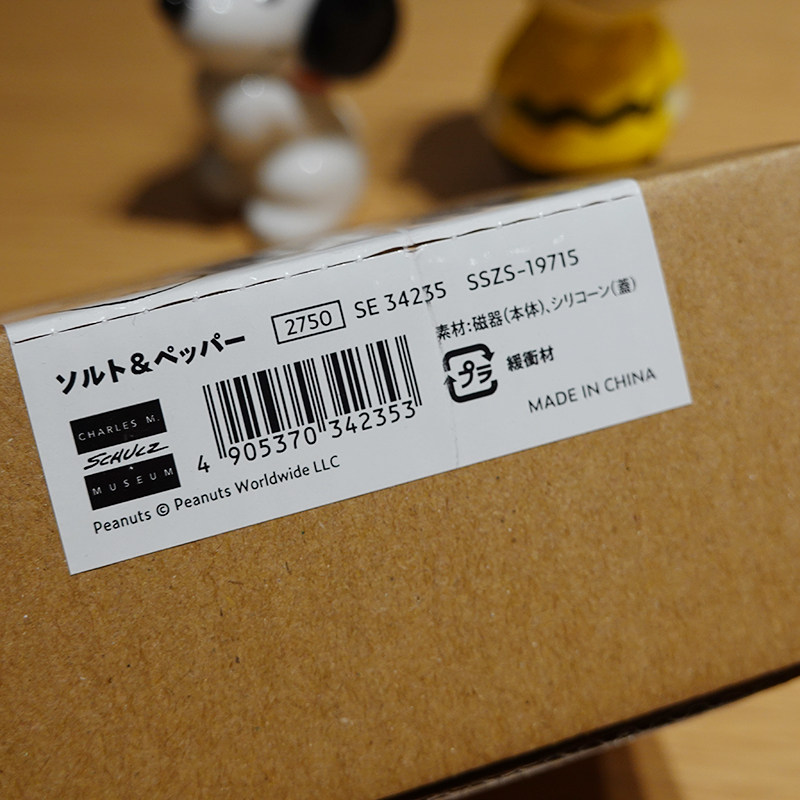 ソルト&ペッパー
2750 SE 34235 SSZS-19715
素材:磁器(本体)、シリコーン(蓋)
プラ 緩衝材
MADE IN CHINA
CHARLES M.
SCHULZ
MUSEUM
4 905370 342353
Peanuts © Peanuts Worldwide LLC